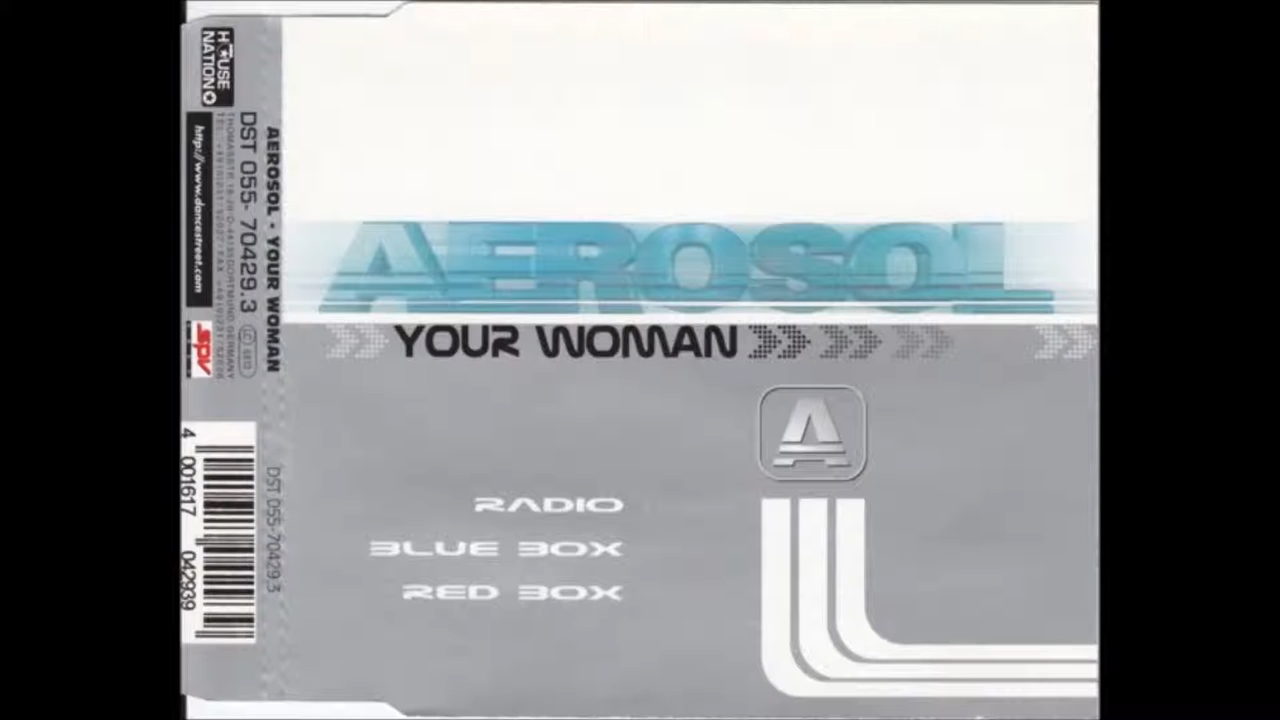 AEROSOL
YOUR WOMAN
A
RADIO
BLUE BOX
RED BOX
AEROSOL - YOUR WOMAN
DST 055-70429.3
DST 055- 70429.3
LC
HOUSE
NATION
http://www.dancestreet.com
SPV
4 001617 042939